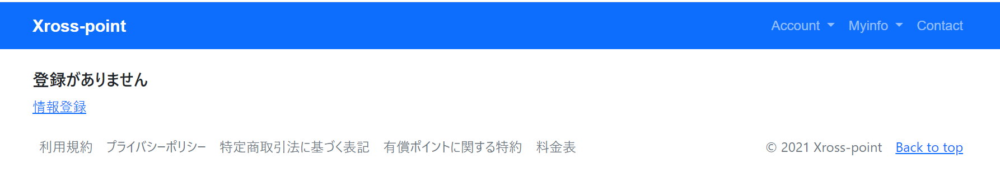 Xross-point Account Myinfo Contact
登録がありません
情報登録
利用規約 プライバシーポリシー 特定商取引法に基づく表記 有償ポイントに関する特約 料金表 © 2021 Xross-point Back to top